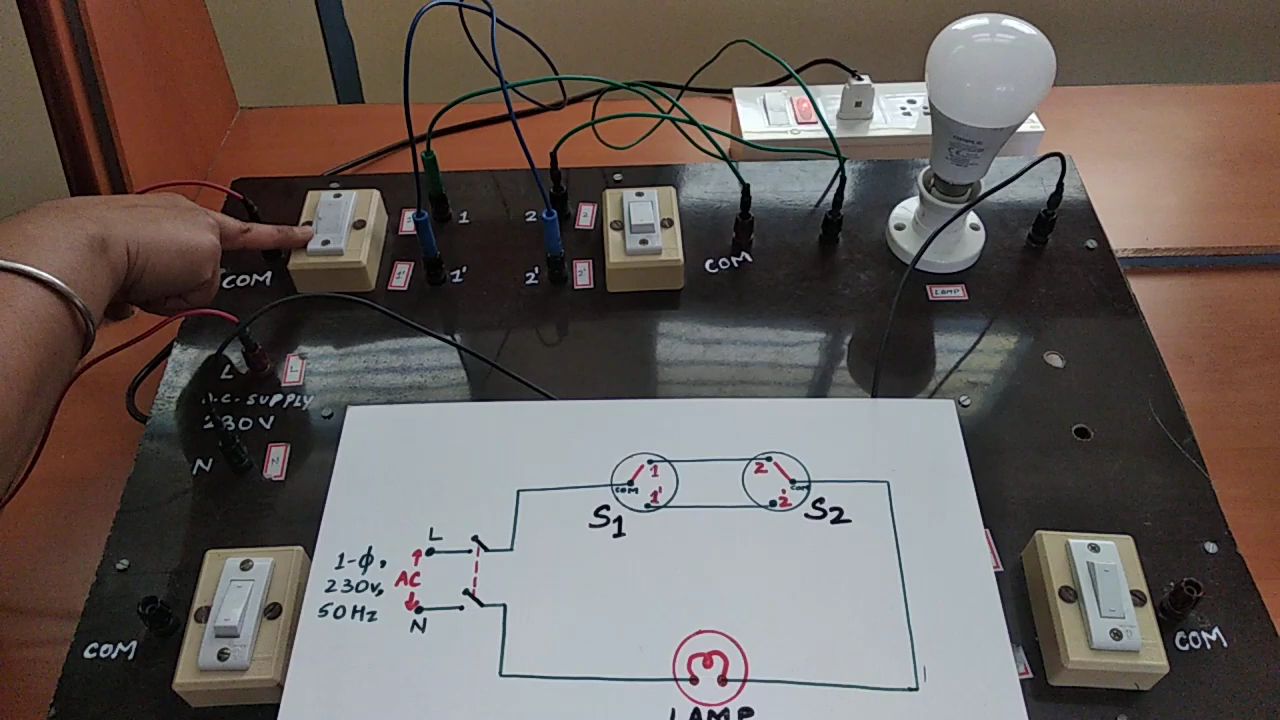 1
2
COM
1'
2'
COM
LAMP
L
A.C. SUPPLY
230V
N
COM
COM
1
2
COM
COM
1'
2'
S1
S2
L
1-ϕ,
230V,
AC
50Hz
N
LAMP